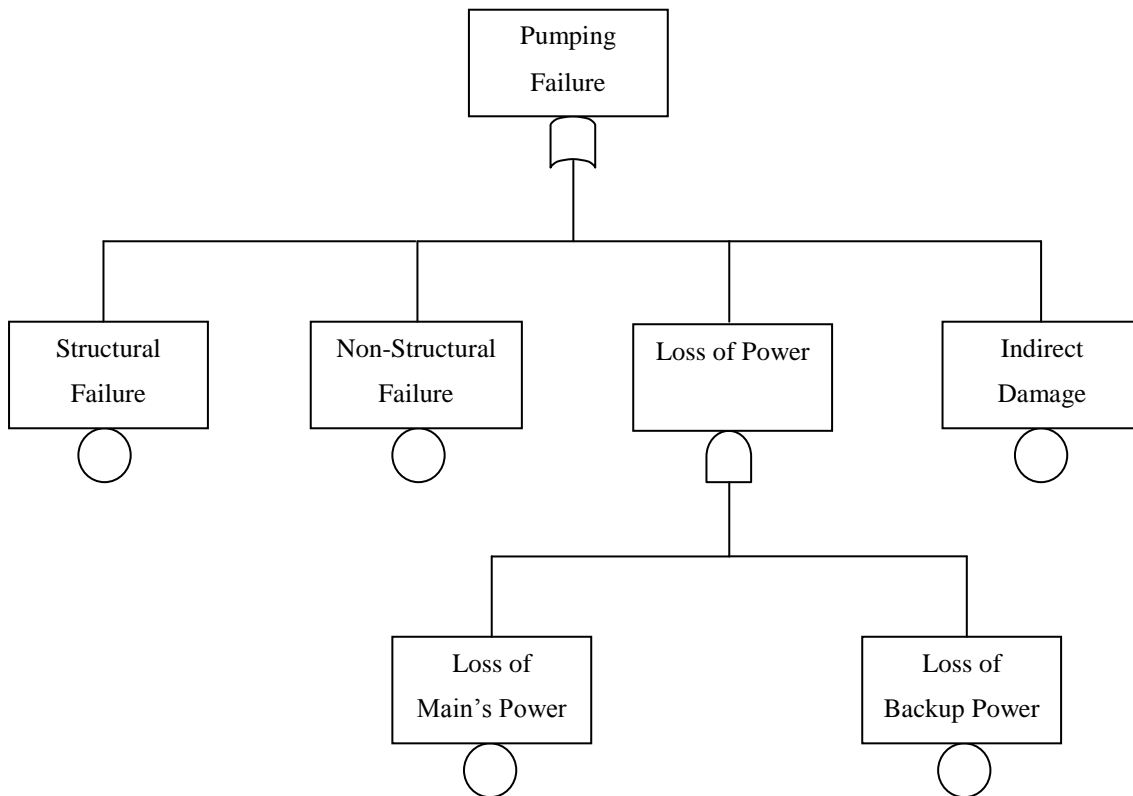 Pumping
Failure
Structural
Failure
Non-Structural
Failure
Loss of Power
Indirect
Damage
Loss of
Main’s Power
Loss of
Backup Power